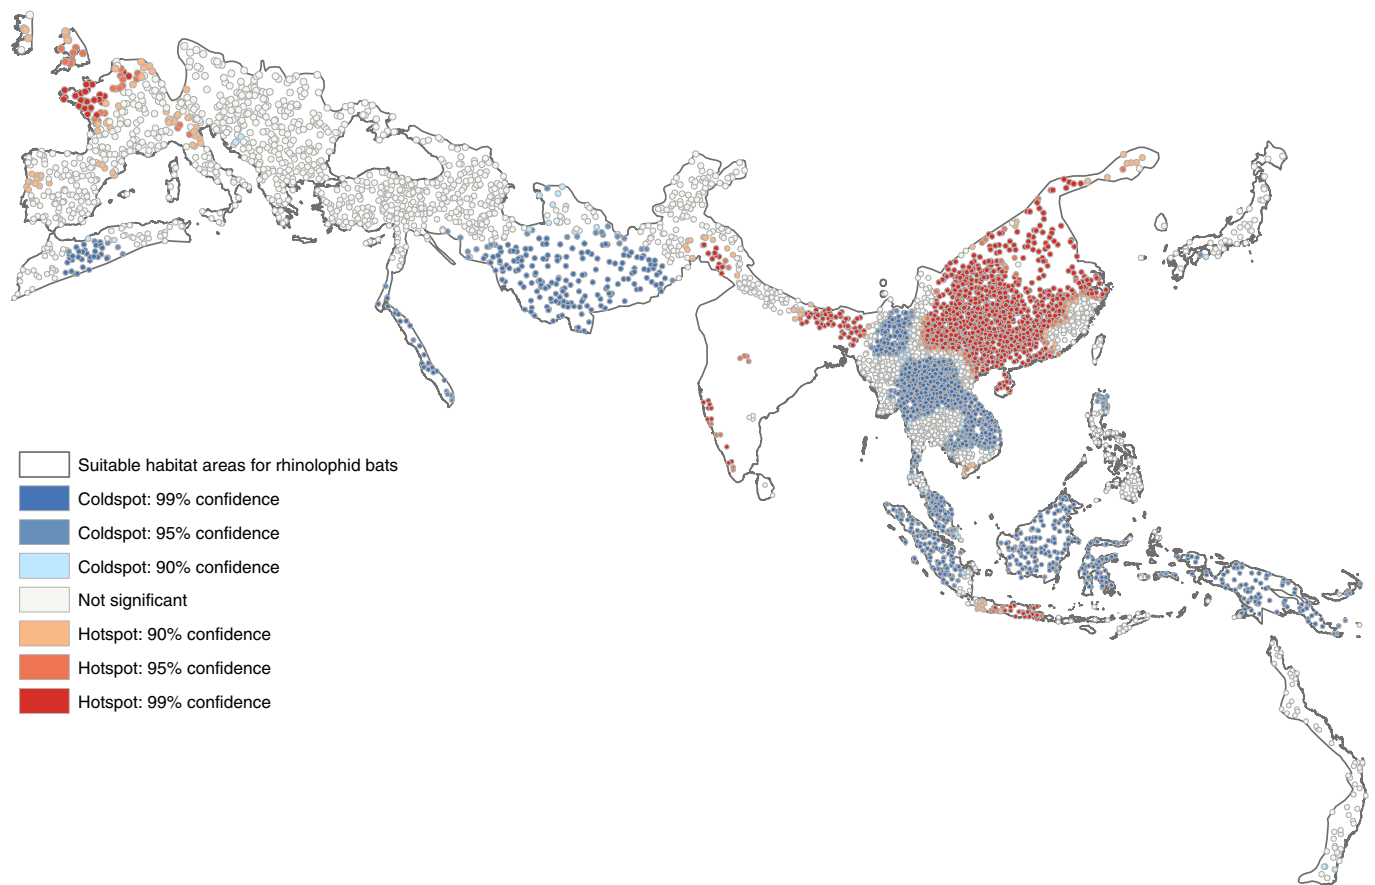 Suitable habitat areas for rhinolophid bats
Coldspot: 99% confidence
Coldspot: 95% confidence
Coldspot: 90% confidence
Not significant
Hotspot: 90% confidence
Hotspot: 95% confidence
Hotspot: 99% confidence